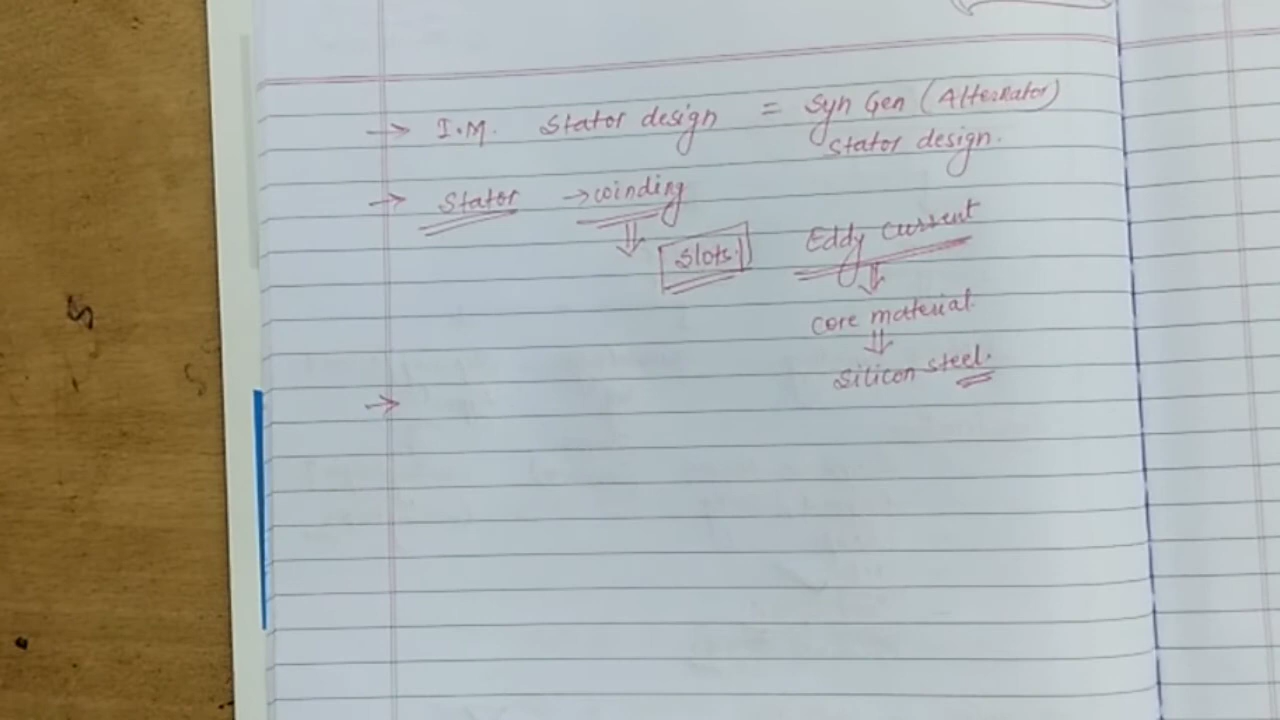 → I.M. Stator design = Syn Gen (Alternator)
Stator design.
→ Stator → winding
⇓ Slots. Eddy current
⇓
core material.
⇓
Silicon steel.
→